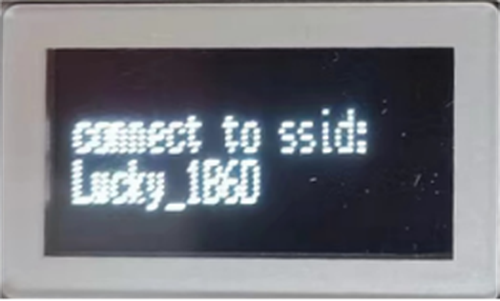 connect to ssid:
Lucky_1B6D